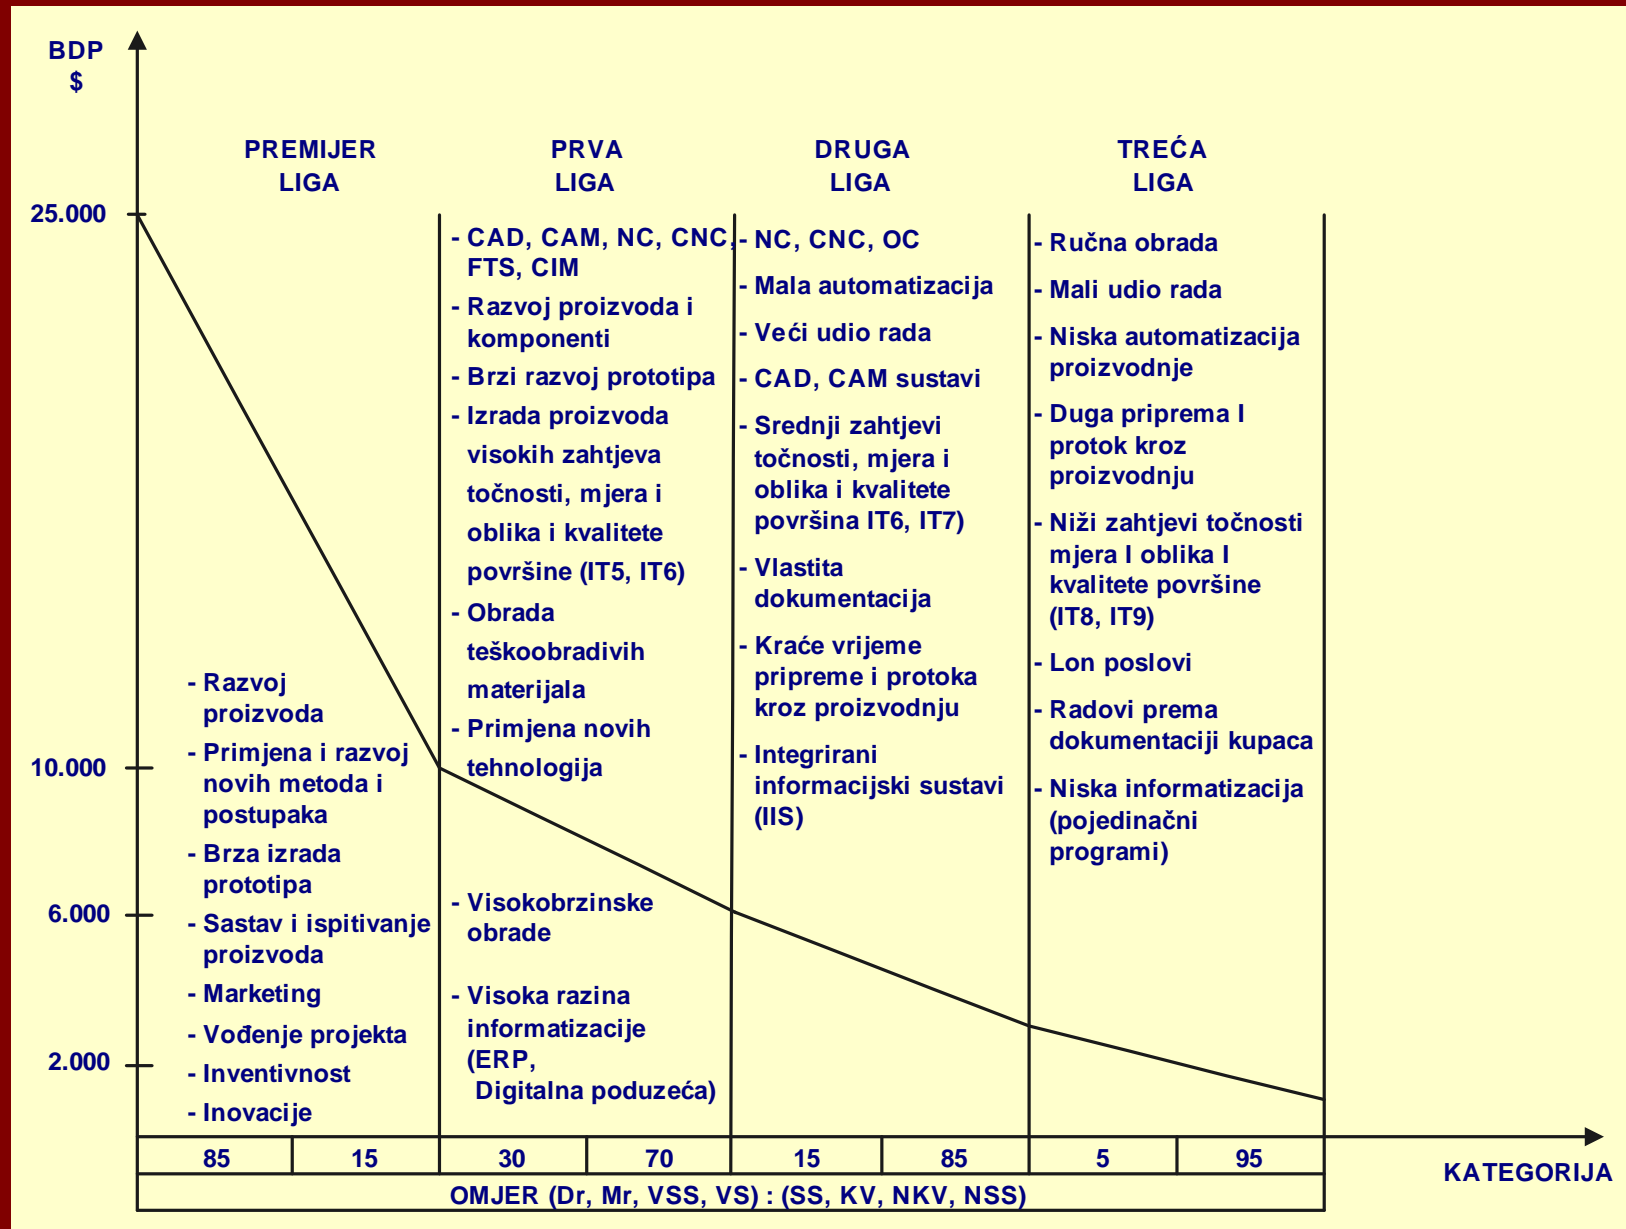 BDP
$
PREMIJER
LIGA
PRVA
LIGA
DRUGA
LIGA
TREĆA
LIGA
25.000
10.000
6.000
2.000
- Razvoj
proizvoda
- Primjena i razvoj
novih metoda i
postupaka
- Brza izrada
prototipa
- Sastav i ispitivanje
proizvoda
- Marketing
- Vođenje projekta
- Inventivnost
- Inovacije
- CAD, CAM, NC, CNC,
FTS, CIM
- Razvoj proizvoda i
komponenti
- Brzi razvoj prototipa
- Izrada proizvoda
visokih zahtjeva
točnosti, mjera i
oblika i kvalitete
površine (IT5, IT6)
- Obrada
teškoobradivih
materijala
- Primjena novih
tehnologija
- Visokobrzinske
obrade
- Visoka razina
informatizacije
(ERP,
Digitalna poduzeća)
- NC, CNC, OC
- Mala automatizacija
- Veći udio rada
- CAD, CAM sustavi
- Srednji zahtjevi
točnosti, mjera i
oblika i kvalitete
površina IT6, IT7)
- Vlastita
dokumentacija
- Kraće vrijeme
pripreme i protoka
kroz proizvodnju
- Integrirani
informacijski sustavi
(IIS)
- Ručna obrada
- Mali udio rada
- Niska automatizacija
proizvodnje
- Duga priprema I
protok kroz
proizvodnju
- Niži zahtjevi točnosti
mjera I oblika I
kvalitete površine
(IT8, IT9)
- Lon poslovi
- Radovi prema
dokumentaciji kupaca
- Niska informatizacija
(pojedinačni
programi)
85 15 30 70 15 85 5 95
KATEGORIJA
OMJER (Dr, Mr, VSS, VS) : (SS, KV, NKV, NSS)